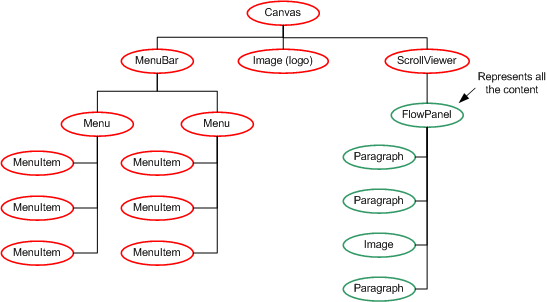 Canvas
MenuBar
Image (logo)
ScrollViewer
Represents all
the content
FlowPanel
Menu
Menu
MenuItem
MenuItem
Paragraph
MenuItem
MenuItem
Paragraph
MenuItem
MenuItem
Image
Paragraph